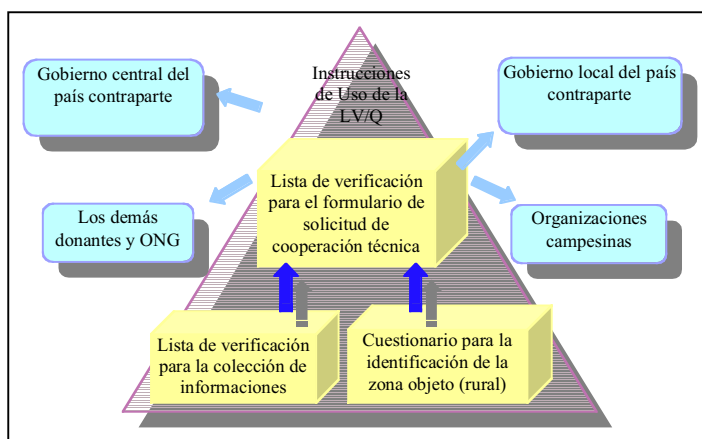 Gobierno central del
país contraparte
Instrucciones
de Uso de la
LV/Q
Gobierno local del país
contraparte
Lista de verificación
para el formulario de
solicitud de
cooperación técnica
Los demás
donantes y ONG
Organizaciones
campesinas
Lista de verificación
para la colección de
informaciones
Cuestionario para la
identificación de la
zona objeto (rural)